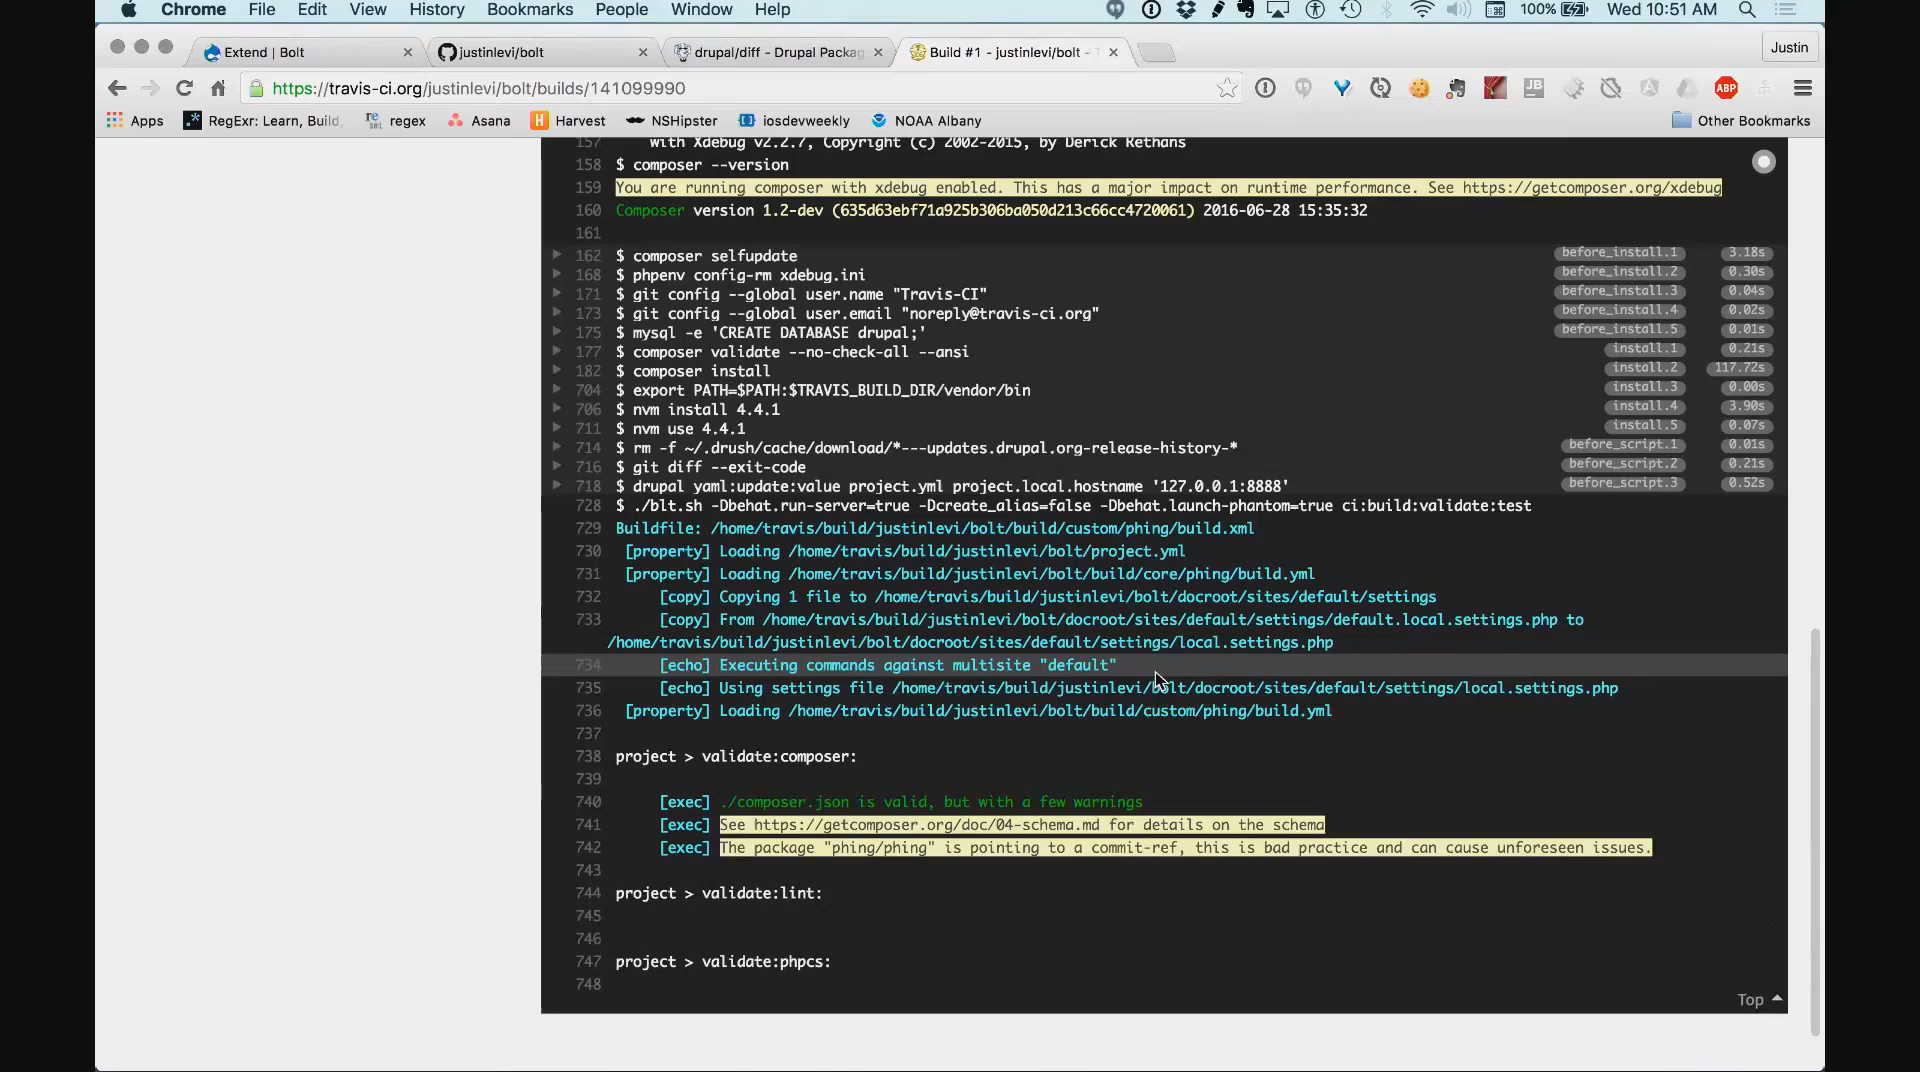 Chrome File Edit View History Bookmarks People Window Help 100% Wed 10:51 AM
Extend | Bolt justinlevi/bolt drupal/diff - Drupal Packag Build #1 - justinlevi/bolt - Justin
https://travis-ci.org/justinlevi/bolt/builds/141099990
Apps RegExr: Learn, Build, regex Asana Harvest NSHipster iosdevweekly NOAA Albany Other Bookmarks
157 with Xdebug v2.2.7, Copyright (c) 2002-2015, by Derick Rethans
158 $ composer --version
159 You are running composer with xdebug enabled. This has a major impact on runtime performance. See https://getcomposer.org/xdebug
160 Composer version 1.2-dev (635d63ebf71a925b306ba050d213c66cc4720061) 2016-06-28 15:35:32
161
162 $ composer selfupdate before_install.1 3.18s
168 $ phpenv config-rm xdebug.ini before_install.2 0.30s
171 $ git config --global user.name "Travis-CI" before_install.3 0.04s
173 $ git config --global user.email "noreply@travis-ci.org" before_install.4 0.02s
175 $ mysql -e 'CREATE DATABASE drupal;' before_install.5 0.01s
177 $ composer validate --no-check-all --ansi install.1 0.21s
182 $ composer install install.2 117.72s
704 $ export PATH=$PATH:$TRAVIS_BUILD_DIR/vendor/bin install.3 0.00s
706 $ nvm install 4.4.1 install.4 3.90s
711 $ nvm use 4.4.1 install.5 0.07s
714 $ rm -f ~/.drush/cache/download/*---updates.drupal.org-release-history-* before_script.1 0.01s
716 $ git diff --exit-code before_script.2 0.21s
718 $ drupal yaml:update:value project.yml project.local.hostname '127.0.0.1:8888' before_script.3 0.52s
728 $ ./blt.sh -Dbehat.run-server=true -Dcreate_alias=false -Dbehat.launch-phantom=true ci:build:validate:test
729 Buildfile: /home/travis/build/justinlevi/bolt/build/custom/phing/build.xml
730 [property] Loading /home/travis/build/justinlevi/bolt/project.yml
731 [property] Loading /home/travis/build/justinlevi/bolt/build/core/phing/build.yml
732 [copy] Copying 1 file to /home/travis/build/justinlevi/bolt/docroot/sites/default/settings
733 [copy] From /home/travis/build/justinlevi/bolt/docroot/sites/default/settings/default.local.settings.php to
/home/travis/build/justinlevi/bolt/docroot/sites/default/settings/local.settings.php
734 [echo] Executing commands against multisite "default"
735 [echo] Using settings file /home/travis/build/justinlevi/bolt/docroot/sites/default/settings/local.settings.php
736 [property] Loading /home/travis/build/justinlevi/bolt/build/custom/phing/build.yml
737
738 project > validate:composer:
739
740 [exec] ./composer.json is valid, but with a few warnings
741 [exec] See https://getcomposer.org/doc/04-schema.md for details on the schema
742 [exec] The package "phing/phing" is pointing to a commit-ref, this is bad practice and can cause unforeseen issues.
743
744 project > validate:lint:
745
746
747 project > validate:phpcs:
748
Top